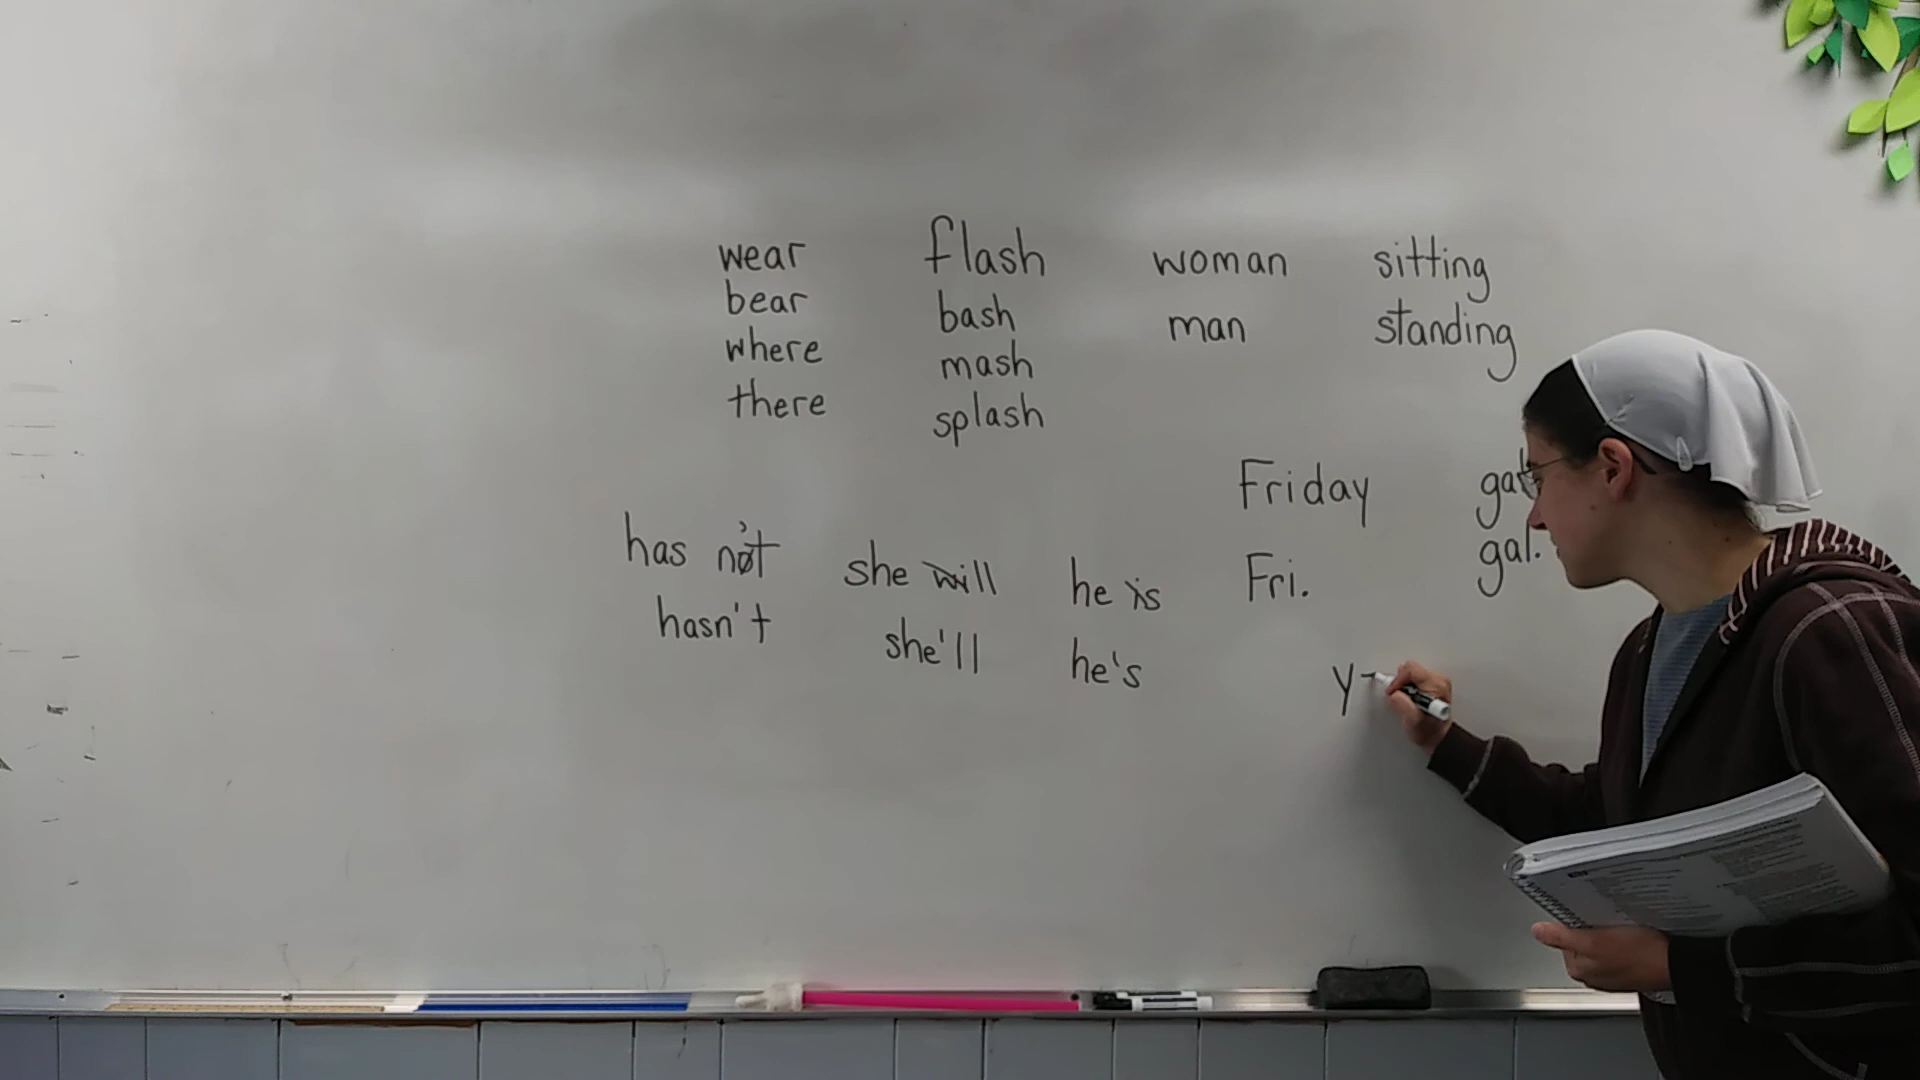 wear
bear
where
there
flash
bash
mash
splash
woman
man
sitting
standing
has not
hasn't
she will
she'll
he is
he's
Friday
Fri.
gal.
y